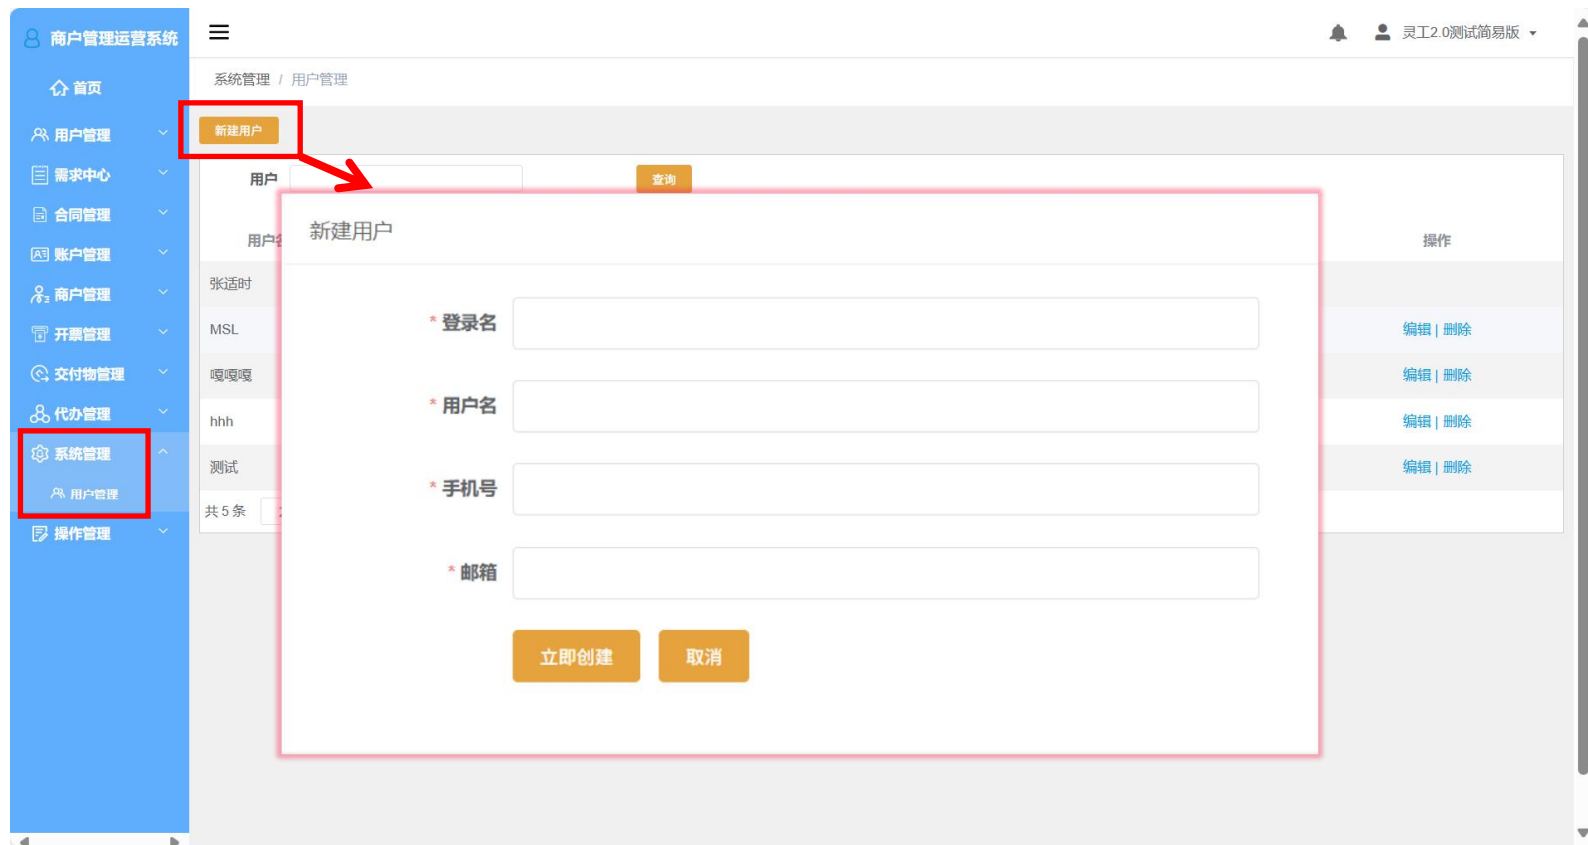 商户管理运营系统
灵工2.0测试简易版
首页
系统管理 / 用户管理
用户管理
需求中心
合同管理
账户管理
商户管理
开票管理
交付物管理
代办管理
系统管理
用户管理
操作管理
新建用户
用户
查询
用户名
操作
张适时
MSL
编辑 | 删除
嘎嘎嘎
编辑 | 删除
hhh
编辑 | 删除
测试
编辑 | 删除
共 5 条
新建用户
* 登录名
* 用户名
* 手机号
* 邮箱
立即创建
取消